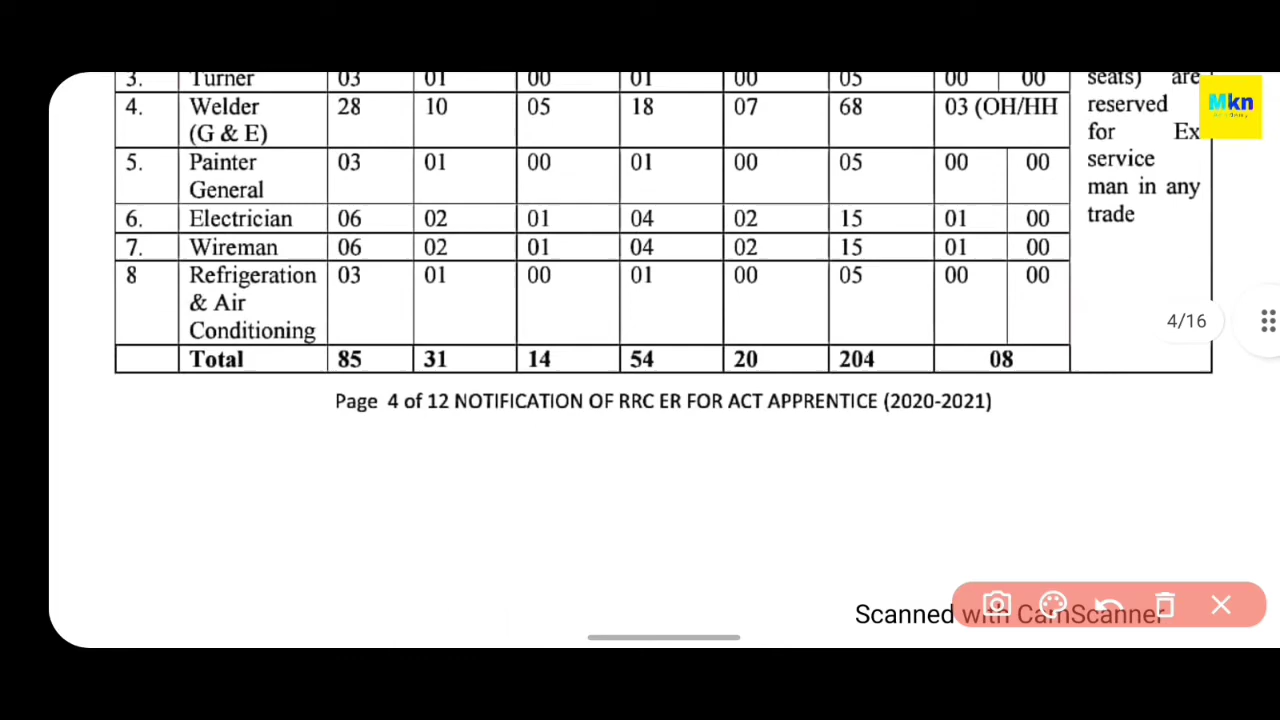 3. Turner 03 01 00 01 00 05 00 00 seats) are
4. Welder 28 10 05 18 07 68 03 (OH/HH reserved
(G & E) for Ex
5. Painter 03 01 00 01 00 05 00 00 service
General man in any
6. Electrician 06 02 01 04 02 15 01 00 trade
7. Wireman 06 02 01 04 02 15 01 00
8 Refrigeration 03 01 00 01 00 05 00 00
& Air
Conditioning
Total 85 31 14 54 20 204 08
Mkn
4/16
Page 4 of 12 NOTIFICATION OF RRC ER FOR ACT APPRENTICE (2020-2021)
Scanned with CamScanner